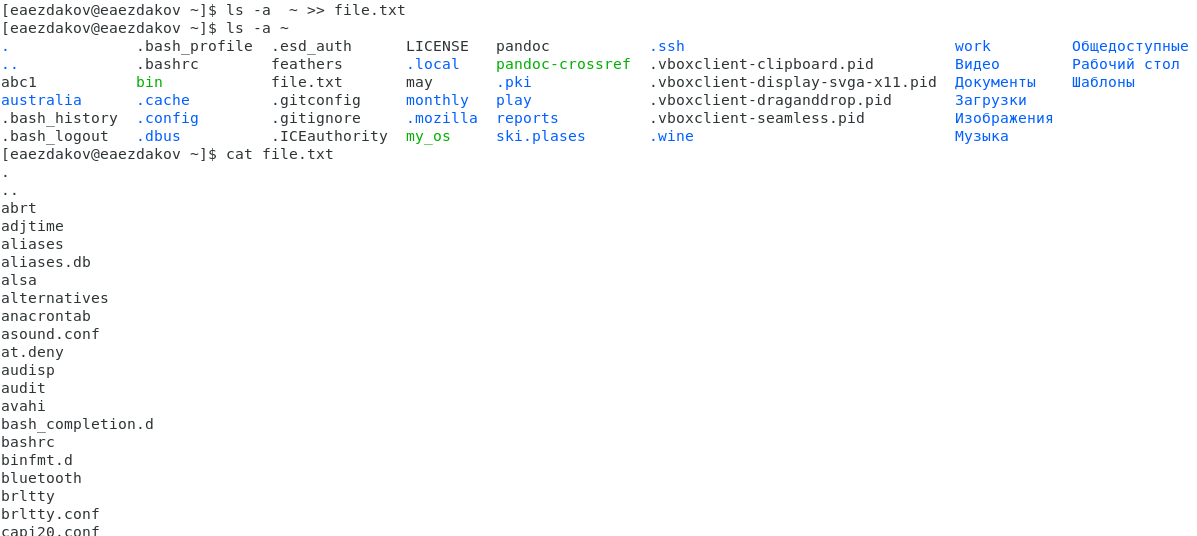 [eaezdakov@eaezdakov ~]$ ls -a  ~ >> file.txt
[eaezdakov@eaezdakov ~]$ ls -a ~
.              .bash_profile  .esd_auth      LICENSE   pandoc           .ssh                          work         Общедоступные
..             .bashrc        feathers       .local    pandoc-crossref  .vboxclient-clipboard.pid     Видео        Рабочий стол
abc1           bin            file.txt       may       .pki             .vboxclient-display-svga-x11.pid  Документы    Шаблоны
australia      .cache         .gitconfig     monthly   play             .vboxclient-draganddrop.pid   Загрузки
.bash_history  .config        .gitignore     .mozilla  reports          .vboxclient-seamless.pid      Изображения
.bash_logout   .dbus          .ICEauthority  my_os     ski.plases       .wine                         Музыка
[eaezdakov@eaezdakov ~]$ cat file.txt
.
..
abrt
adjtime
aliases
aliases.db
alsa
alternatives
anacrontab
asound.conf
at.deny
audisp
audit
avahi
bash_completion.d
bashrc
binfmt.d
bluetooth
brltty
brltty.conf
capi20.conf